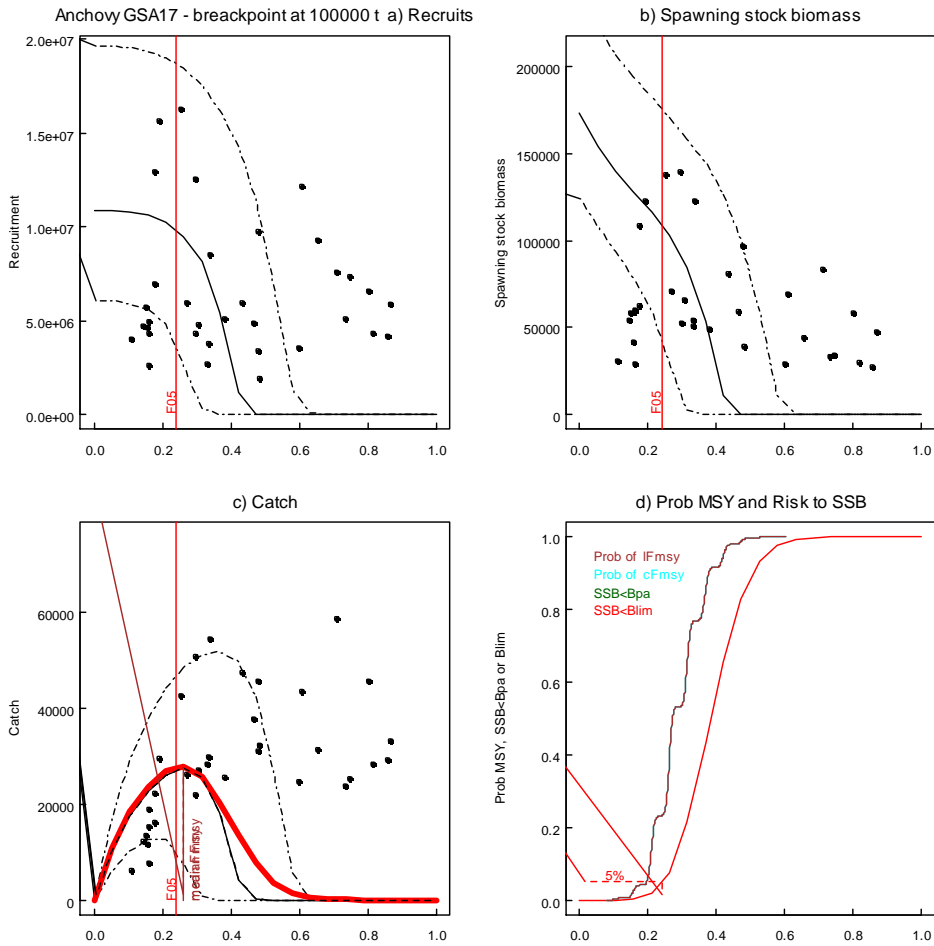 Anchovy GSA17 - breackpoint at 100000 t a) Recruits
b) Spawning stock biomass
Recruitment
2.0e+07
1.5e+07
1.0e+07
5.0e+06
0.0e+00
F05
0.0 0.2 0.4 0.6 0.8 1.0
Spawning stock biomass
200000
150000
100000
50000
0
F05
0.0 0.2 0.4 0.6 0.8 1.0
c) Catch
d) Prob MSY and Risk to SSB
Catch
60000
40000
20000
0
F05
0.0 0.2 0.4 0.6 0.8 1.0
Prob MSY, SSB<Bpa or Blim
1.0
0.8
0.6
0.4
0.2
0.0
Prob of lFmsy
Prob of cFmsy
SSB<Bpa
SSB<Blim
5%
0.0 0.2 0.4 0.6 0.8 1.0